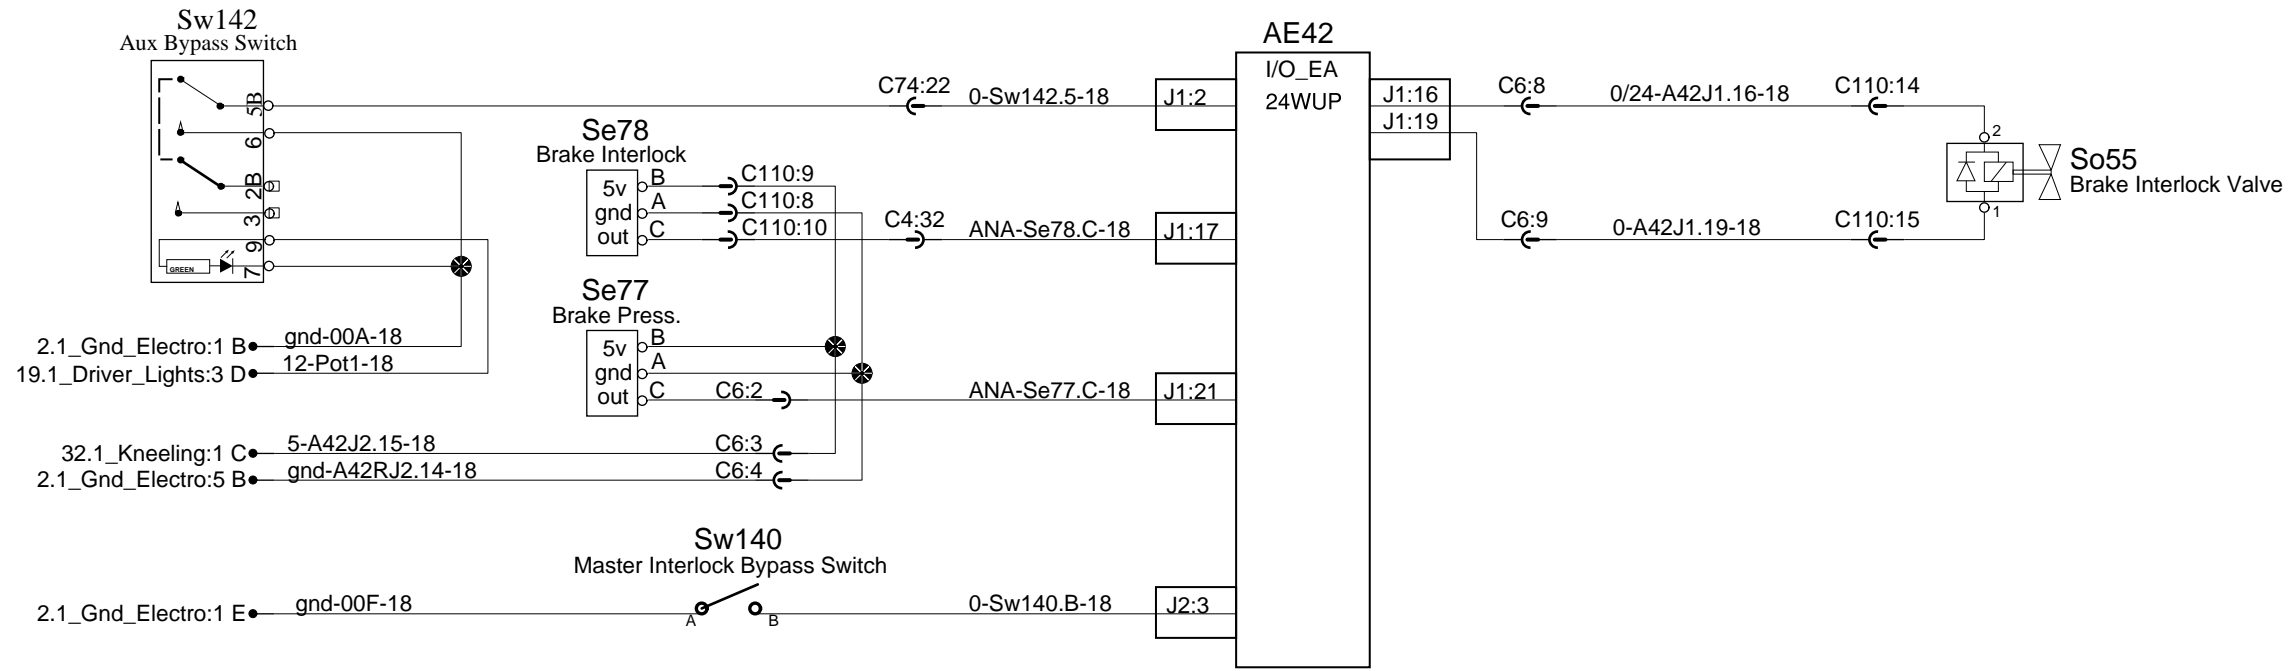 Sw142
Aux Bypass Switch
5B
6
2B
3
9
7
GREEN
2.1_Gnd_Electro:1 B
gnd-00A-18
19.1_Driver_Lights:3 D
12-Pot1-18
32.1_Kneeling:1 C
5-A42J2.15-18
C6:3
2.1_Gnd_Electro:5 B
gnd-A42RJ2.14-18
C6:4
2.1_Gnd_Electro:1 E
gnd-00F-18
Sw140
Master Interlock Bypass Switch
A
B
0-Sw140.B-18
J2:3
Se78
Brake Interlock
5v
gnd
out
B
A
C
C110:9
C110:8
C110:10
C4:32
ANA-Se78.C-18
J1:17
Se77
Brake Press.
5v
gnd
out
B
A
C
C6:2
ANA-Se77.C-18
J1:21
C74:22
0-Sw142.5-18
J1:2
AE42
I/O_EA
24WUP
J1:16
J1:19
C6:8
0/24-A42J1.16-18
C110:14
C6:9
0-A42J1.19-18
C110:15
2
1
So55
Brake Interlock Valve